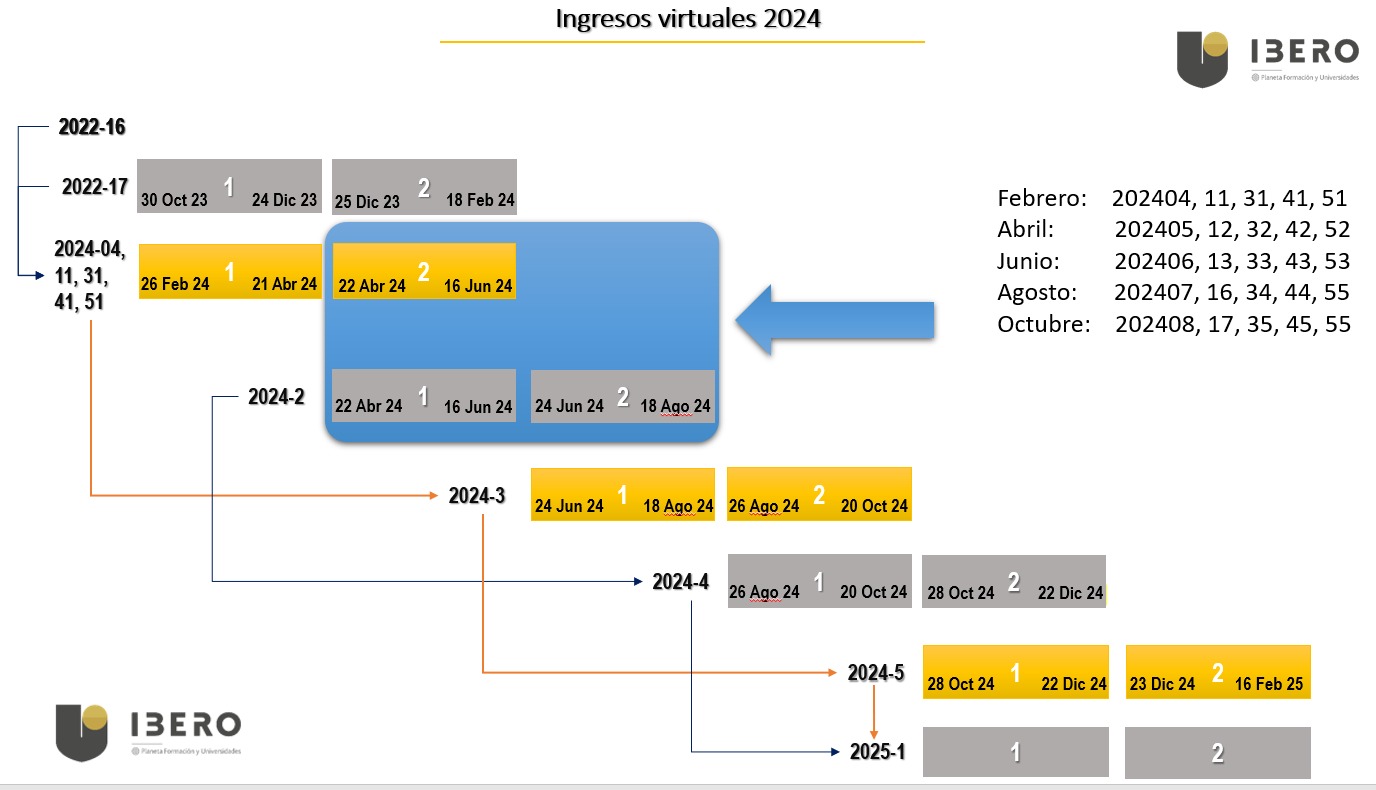 Ingresos virtuales 2024
IBERO
Planeta Formación y Universidades
2022-16
2022-17
1
30 Oct 23
24 Dic 23
2
25 Dic 23
18 Feb 24
Febrero: 202404, 11, 31, 41, 51
Abril: 202405, 12, 32, 42, 52
Junio: 202406, 13, 33, 43, 53
Agosto: 202407, 16, 34, 44, 55
Octubre: 202408, 17, 35, 45, 55
2024-04,
11, 31,
41, 51
1
26 Feb 24
21 Abr 24
2
22 Abr 24
16 Jun 24
2024-2
1
22 Abr 24
16 Jun 24
2
24 Jun 24
18 Ago 24
2024-3
1
24 Jun 24
18 Ago 24
2
26 Ago 24
20 Oct 24
2024-4
1
26 Ago 24
20 Oct 24
2
28 Oct 24
22 Dic 24
2024-5
1
28 Oct 24
22 Dic 24
2
23 Dic 24
16 Feb 25
2025-1
1
2
IBERO
Planeta Formación y Universidades